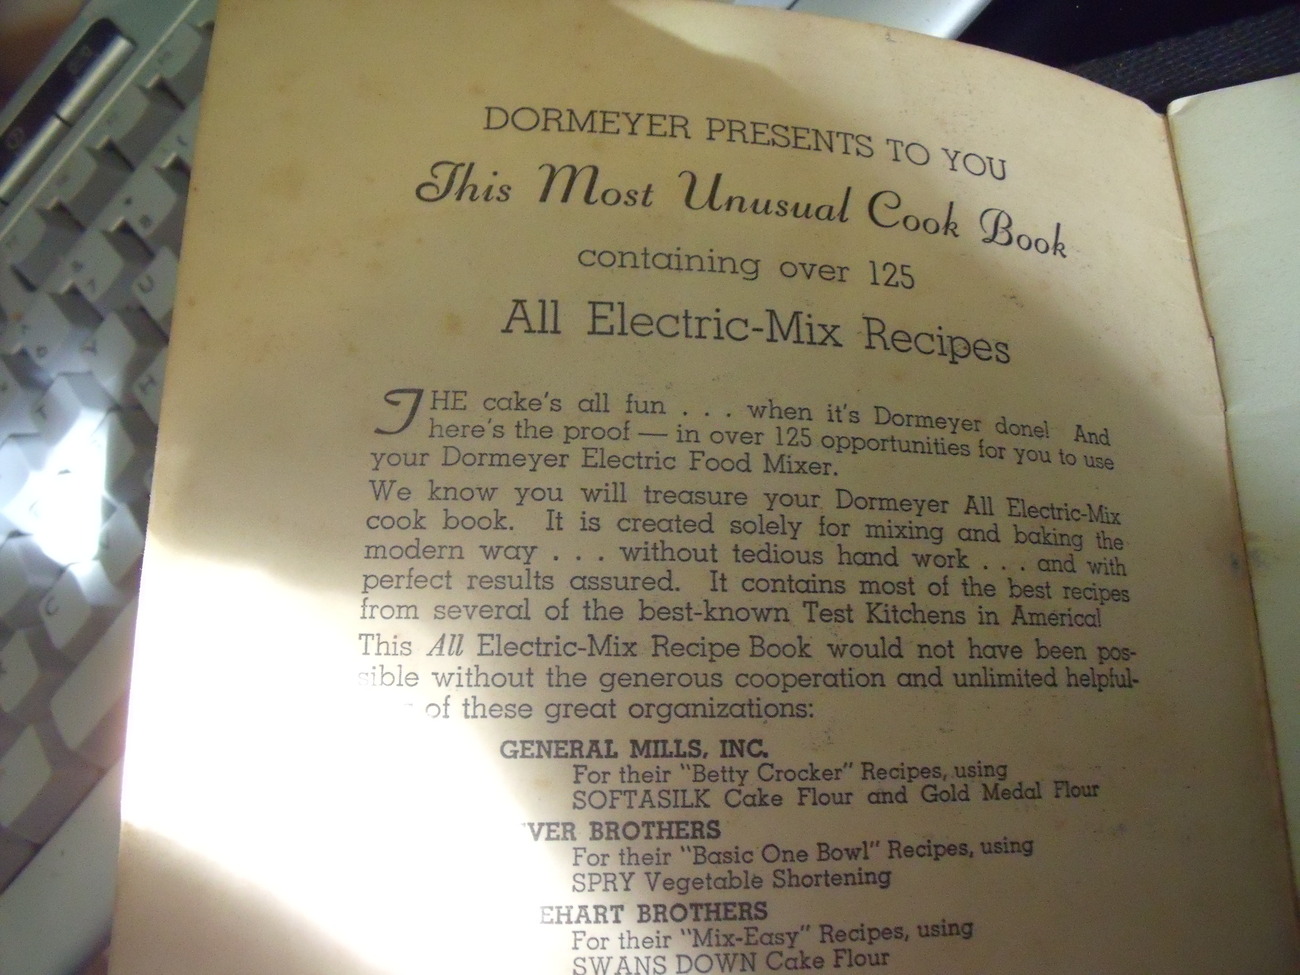 DORMEYER PRESENTS TO YOU
This Most Unusual Cook Book
containing over 125
All Electric-Mix Recipes
THE cake's all fun . . . when it's Dormeyer done! And
here's the proof — in over 125 opportunities for you to use
your Dormeyer Electric Food Mixer.
We know you will treasure your Dormeyer All Electric-Mix
cook book. It is created solely for mixing and baking the
modern way . . . without tedious hand work . . . and with
perfect results assured. It contains most of the best recipes
from several of the best-known Test Kitchens in America!
This All Electric-Mix Recipe Book would not have been pos-
sible without the generous cooperation and unlimited helpful-
of these great organizations:
GENERAL MILLS, INC.
For their "Betty Crocker" Recipes, using
SOFTASILK Cake Flour and Gold Medal Flour
VER BROTHERS
For their "Basic One Bowl" Recipes, using
SPRY Vegetable Shortening
EHART BROTHERS
For their "Mix-Easy" Recipes, using
SWANS DOWN Cake Flour